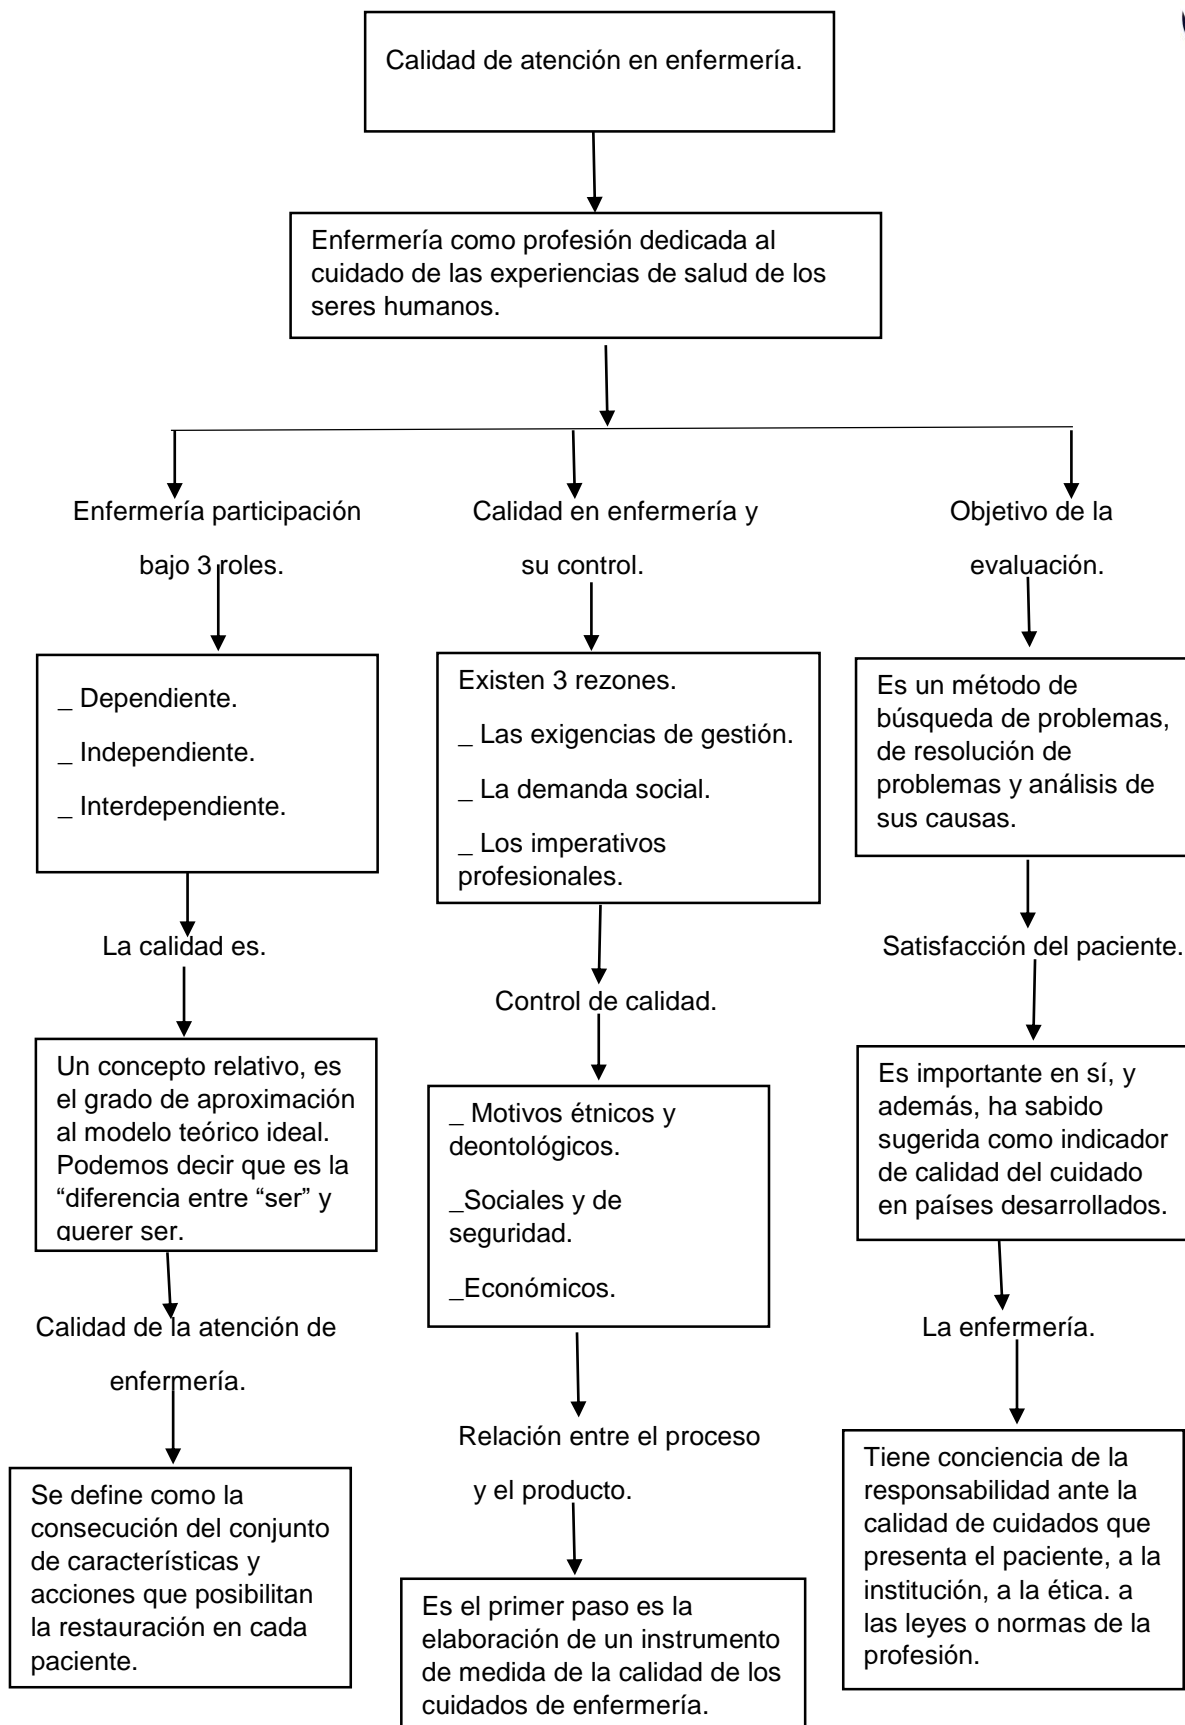 Calidad de atención en enfermería.
Enfermería como profesión dedicada al
cuidado de las experiencias de salud de los
seres humanos.
Enfermería participación
bajo 3 roles.
_ Dependiente.
_ Independiente.
_ Interdependiente.
La calidad es.
Un concepto relativo, es
el grado de aproximación
al modelo teórico ideal.
Podemos decir que es la
“diferencia entre “ser” y
querer ser.
Calidad de la atención de
enfermería.
Se define como la
consecución del conjunto
de características y
acciones que posibilitan
la restauración en cada
paciente.
Calidad en enfermería y
su control.
Existen 3 rezones.
_ Las exigencias de gestión.
_ La demanda social.
_ Los imperativos
profesionales.
Control de calidad.
_ Motivos étnicos y
deontológicos.
_Sociales y de
seguridad.
_Económicos.
Relación entre el proceso
y el producto.
Es el primer paso es la
elaboración de un instrumento
de medida de la calidad de los
cuidados de enfermería.
Objetivo de la
evaluación.
Es un método de
búsqueda de problemas,
de resolución de
problemas y análisis de
sus causas.
Satisfacción del paciente.
Es importante en sí, y
además, ha sabido
sugerida como indicador
de calidad del cuidado
en países desarrollados.
La enfermería.
Tiene conciencia de la
responsabilidad ante la
calidad de cuidados que
presenta el paciente, a la
institución, a la ética. a
las leyes o normas de la
profesión.